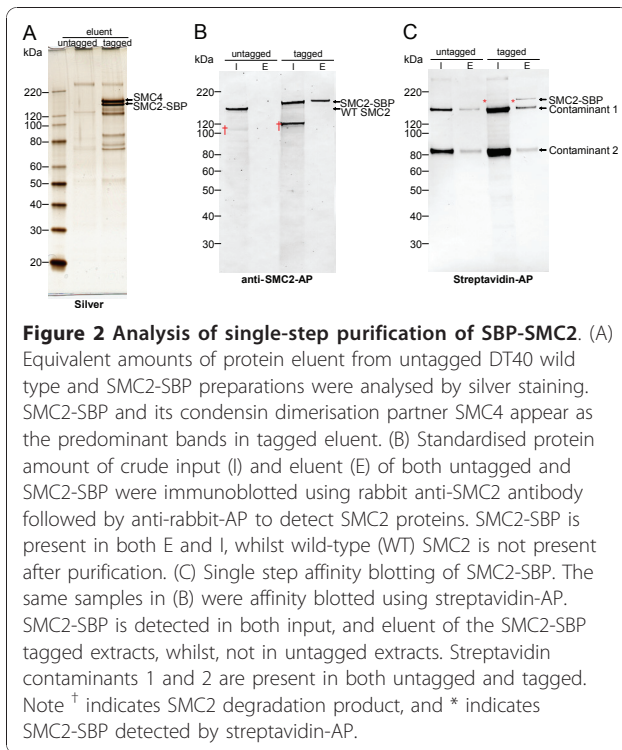 A
eluent
untagged tagged
kDa
220
120
100
80
60
50
40
30
20
SMC4
SMC2-SBP
Silver
B
untagged tagged
kDa I E I E
220
120
100
80
60
50
40
30
†
†
SMC2-SBP
WT SMC2
anti-SMC2-AP
C
untagged tagged
kDa I E I E
220
120
100
80
60
50
40
30
* *
SMC2-SBP
Contaminant 1
Contaminant 2
Streptavidin-AP
Figure 2 Analysis of single-step purification of SBP-SMC2. (A)
Equivalent amounts of protein eluent from untagged DT40 wild
type and SMC2-SBP preparations were analysed by silver staining.
SMC2-SBP and its condensin dimerisation partner SMC4 appear as
the predominant bands in tagged eluent. (B) Standardised protein
amount of crude input (I) and eluent (E) of both untagged and
SMC2-SBP were immunoblotted using rabbit anti-SMC2 antibody
followed by anti-rabbit-AP to detect SMC2 proteins. SMC2-SBP is
present in both E and I, whilst wild-type (WT) SMC2 is not present
after purification. (C) Single step affinity blotting of SMC2-SBP. The
same samples in (B) were affinity blotted using streptavidin-AP.
SMC2-SBP is detected in both input, and eluent of the SMC2-SBP
tagged extracts, whilst, not in untagged extracts. Streptavidin
contaminants 1 and 2 are present in both untagged and tagged.
Note † indicates SMC2 degradation product, and * indicates
SMC2-SBP detected by streptavidin-AP.